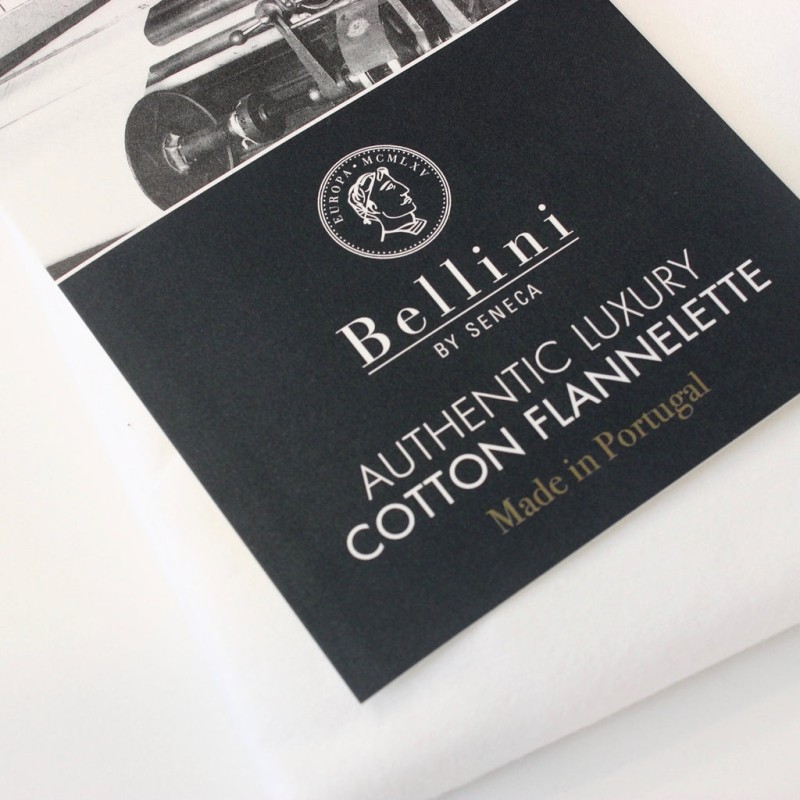 EUROPA • MCMLXV
Bellini
BY SENECA
AUTHENTIC LUXURY
COTTON FLANNELETTE
Made in Portugal